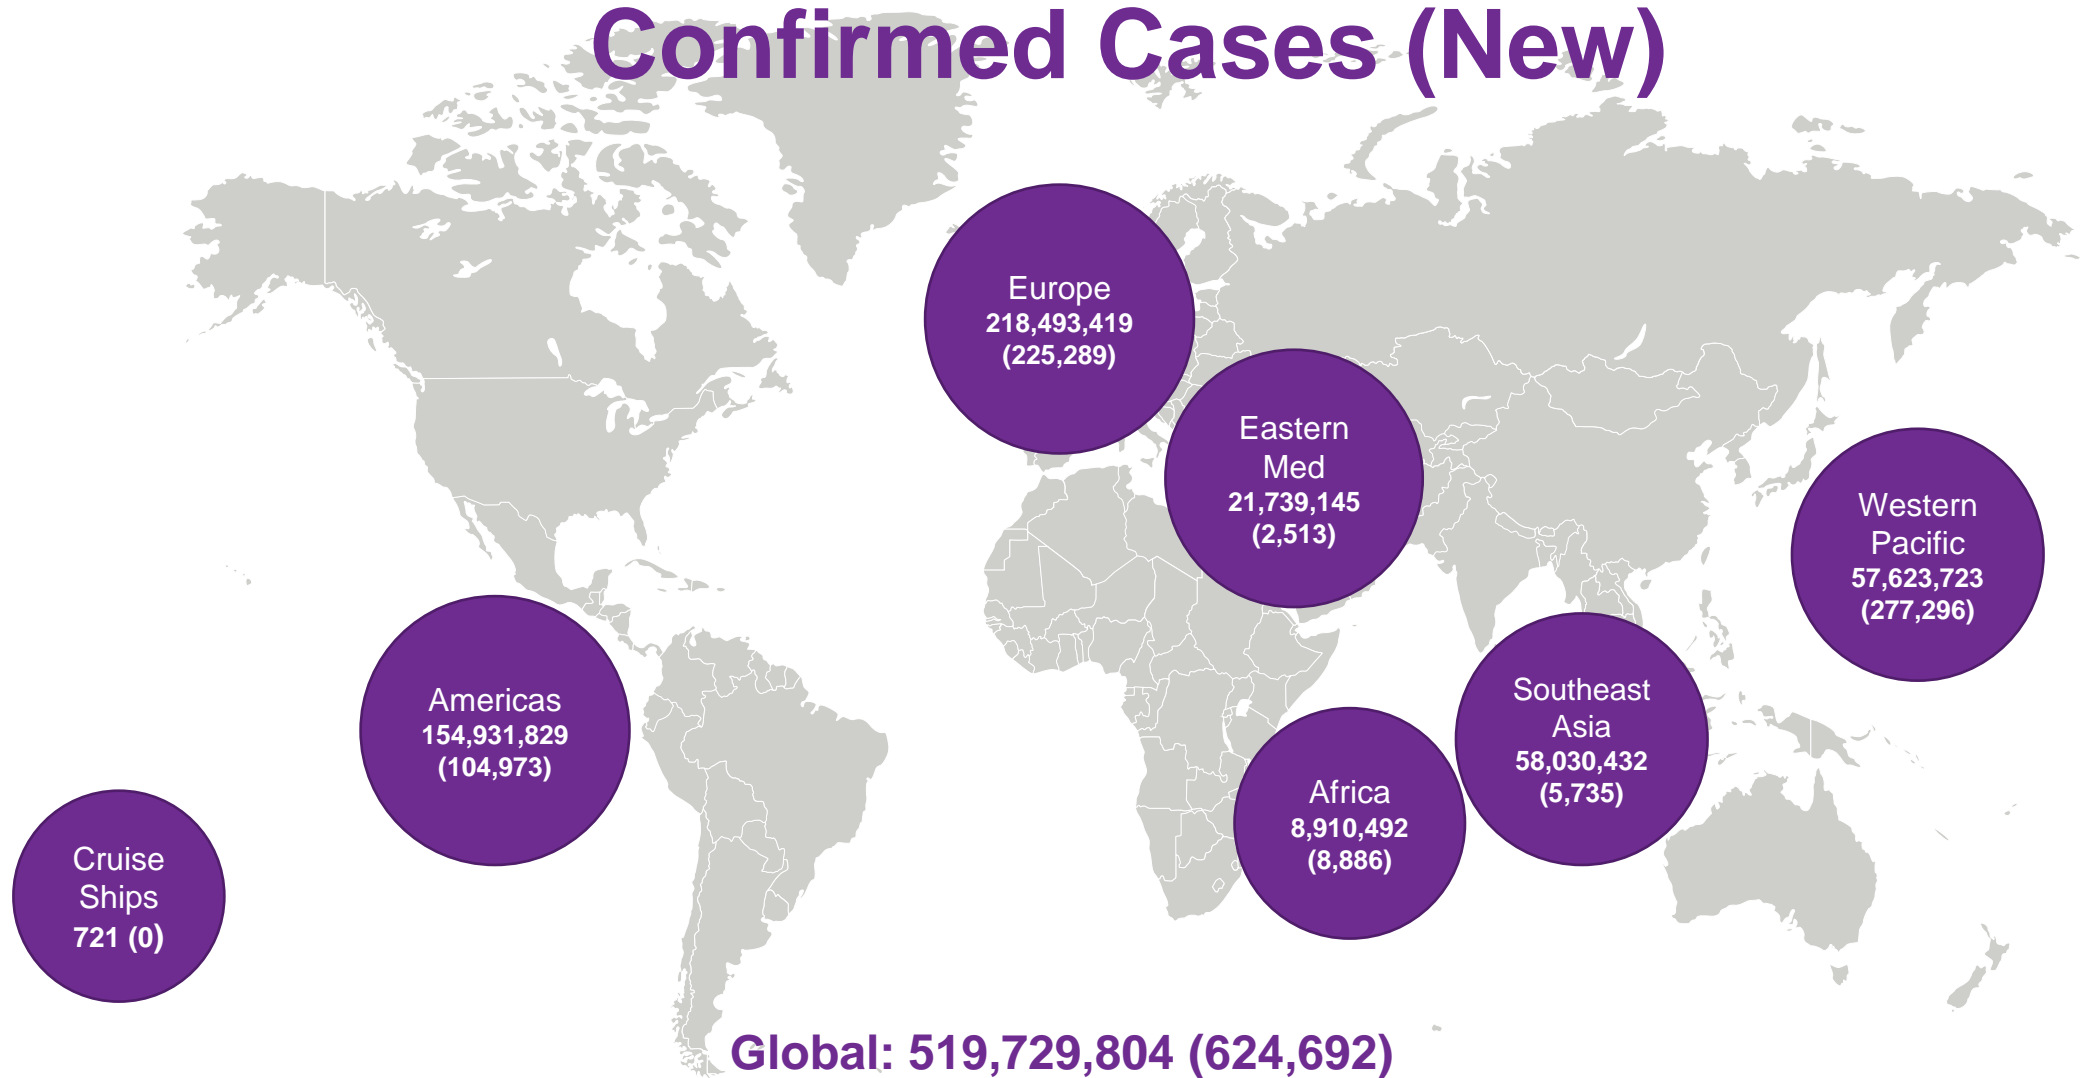 Confirmed Cases (New)
Europe
218,493,419
(225,289)
Eastern
Med
21,739,145
(2,513)
Western
Pacific
57,623,723
(277,296)
Americas
154,931,829
(104,973)
Southeast
Asia
58,030,432
(5,735)
Africa
8,910,492
(8,886)
Cruise
Ships
721 (0)
Global: 519,729,804 (624,692)